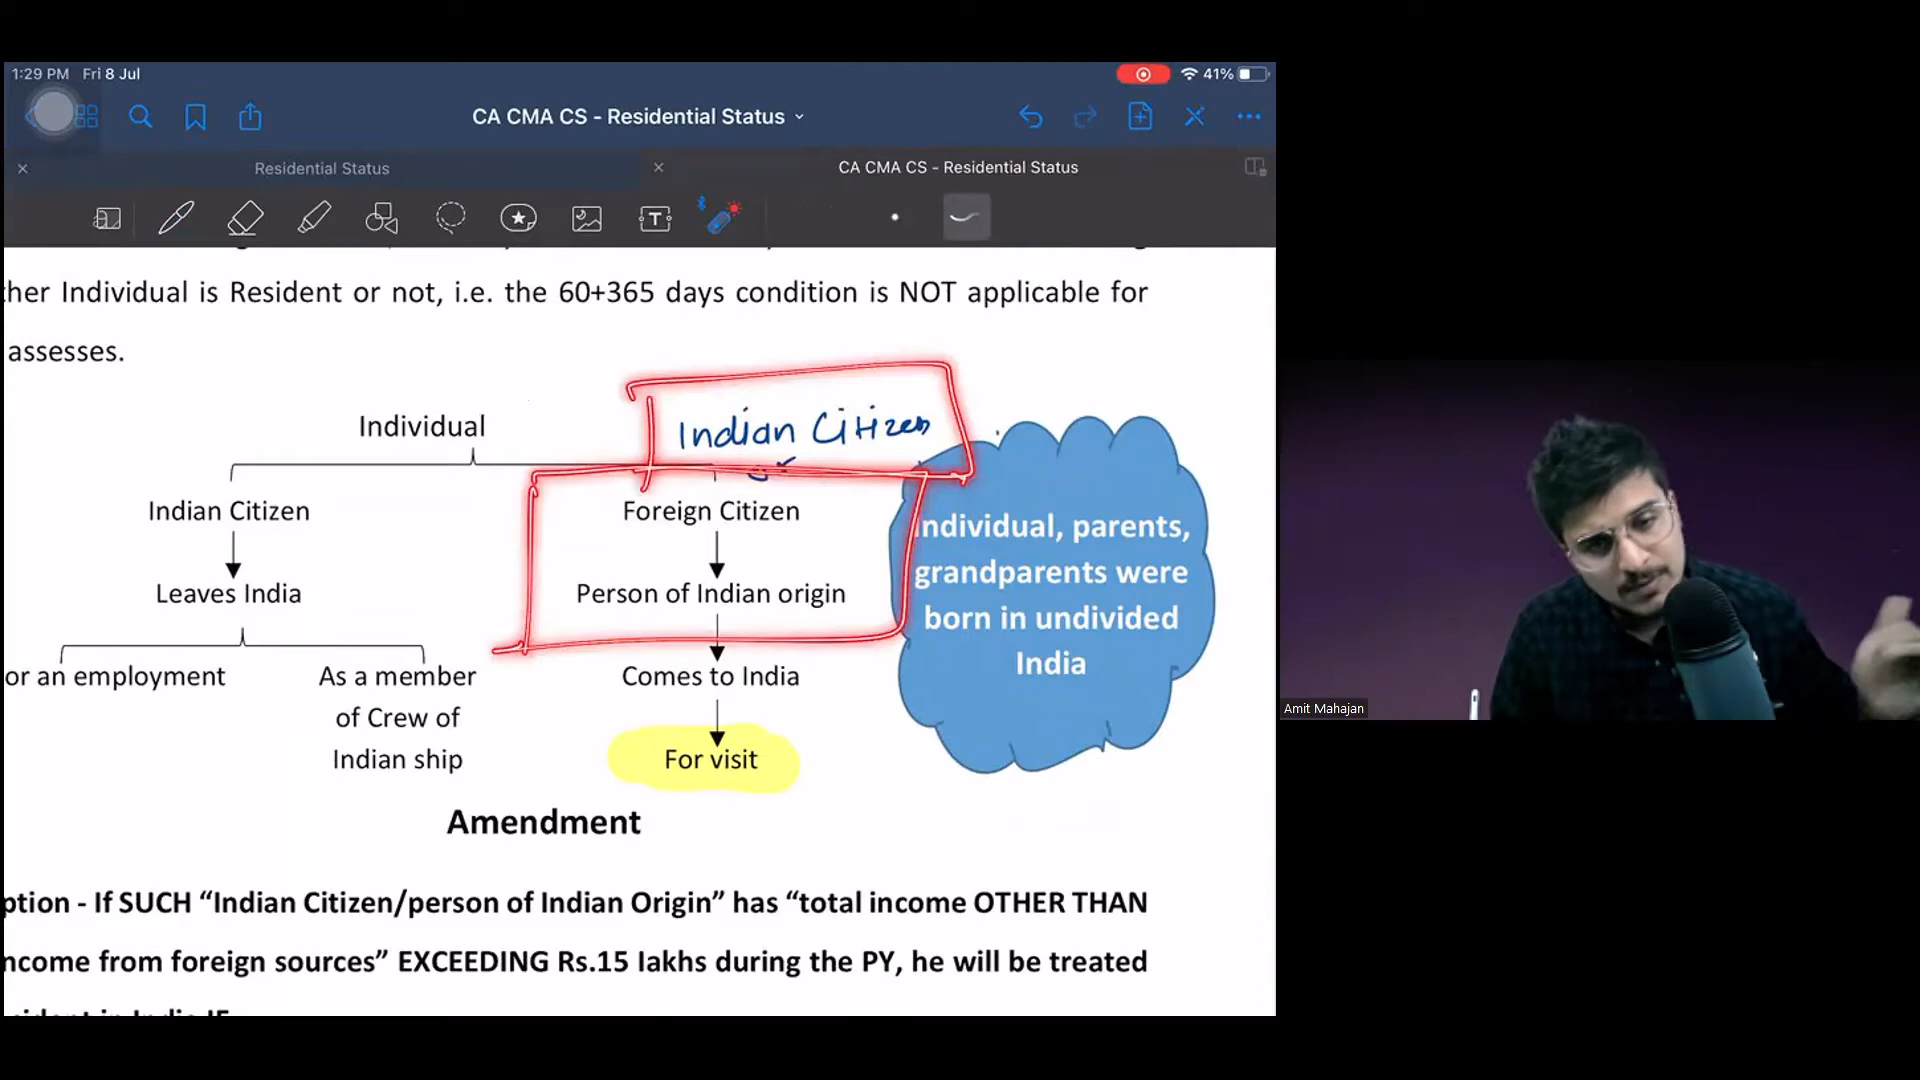 1:29 PM Fri 8 Jul
41%
CA CMA CS - Residential Status
Residential Status
CA CMA CS - Residential Status
ther Individual is Resident or not, i.e. the 60+365 days condition is NOT applicable for
assesses.
Individual
Indian Citizen
Indian Citizen
Foreign Citizen
Leaves India
Person of Indian origin
or an employment
As a member
of Crew of
Indian ship
Comes to India
For visit
Individual, parents,
grandparents were
born in undivided
India
Amendment
ption - If SUCH “Indian Citizen/person of Indian Origin” has “total income OTHER THAN
ncome from foreign sources” EXCEEDING Rs.15 lakhs during the PY, he will be treated
Amit Mahajan